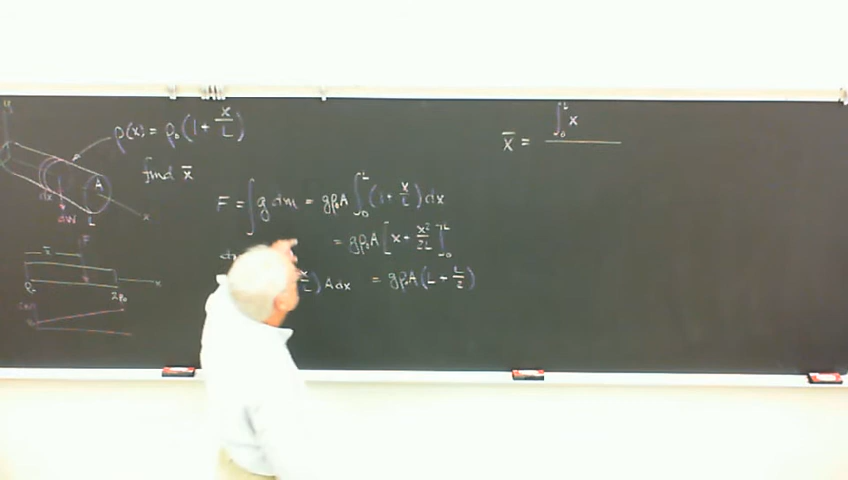 ρ(x) = ρ₀(1 + x/L)
find x̄
A
dx
dW
L
x
F
x̄
x
ρ₀
2ρ₀
F = ∫ g dm = gρ₀A ∫₀ᴸ (1 + x/L) dx
= gρ₀A [x + x²/2L]₀ᴸ
x/L) A dx = gρ₀A (L + L/2)
x̄ = ∫₀ᴸ x